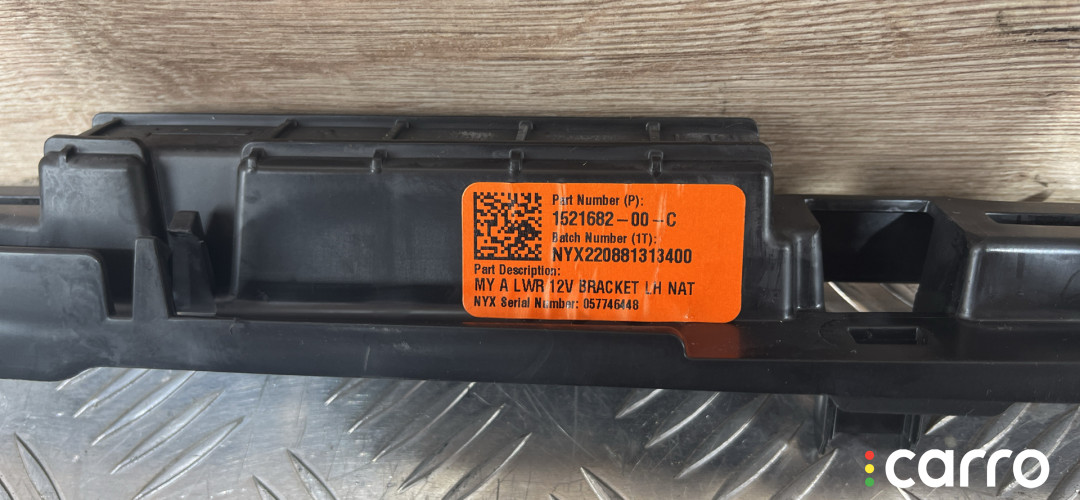 Part Number (P):
1521682-00-C
Batch Number (1T):
NYX220881313400
Part Description:
MY A LWR 12V BRACKET LH NAT
NYX Serial Number: 057746448
carro